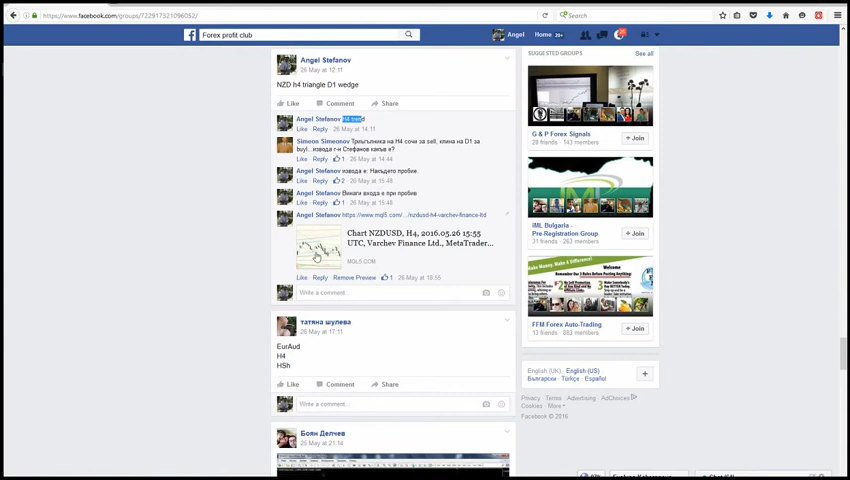 https://www.facebook.com/groups/722917321096052/
Search
Forex profit club
Angel
Home 20+
SUGGESTED GROUPS
See all
Angel Stefanov
26 May at 12:11
NZD h4 triangle D1 wedge
Like Comment Share
Angel Stefanov H4 trend
Like · Reply · 26 May at 14:11
Simeon Simeonov Триъгълника на H4 сочи за sell, клина на D1 за
buy!...извода г-н Стефанов какъв е?
Like · Reply · 1 · 26 May at 14:44
Angel Stefanov извода е: Накъдето пробие.
Like · Reply · 2 · 26 May at 15:48
Angel Stefanov Винаги входа е при пробив
Like · Reply · 1 · 26 May at 15:48
Angel Stefanov https://www.mql5.com/.../nzdusd-h4-varchev-finance-ltd
Chart NZDUSD, H4, 2016.05.26 15:55
UTC, Varchev Finance Ltd., MetaTrader...
MQL5.COM
Like · Reply · Remove Preview · 1 · 26 May at 18:55
Write a comment...
татяна шулева
26 May at 17:11
EurAud
H4
HSh
Like Comment Share
Write a comment...
Боян Делчев
26 May at 21:14
G & P Forex Signals
28 friends · 143 members
+ Join
IML
IML Bulgaria -
Pre-Registration Group
31 friends · 263 members
+ Join
Make Money, Make A Difference!
FFM Forex Auto-Trading
13 friends · 883 members
+ Join
English (UK) · English (US) ·
Български · Türkçe · Español
Privacy · Terms · Advertising · AdChoices
Cookies · More
Facebook © 2016